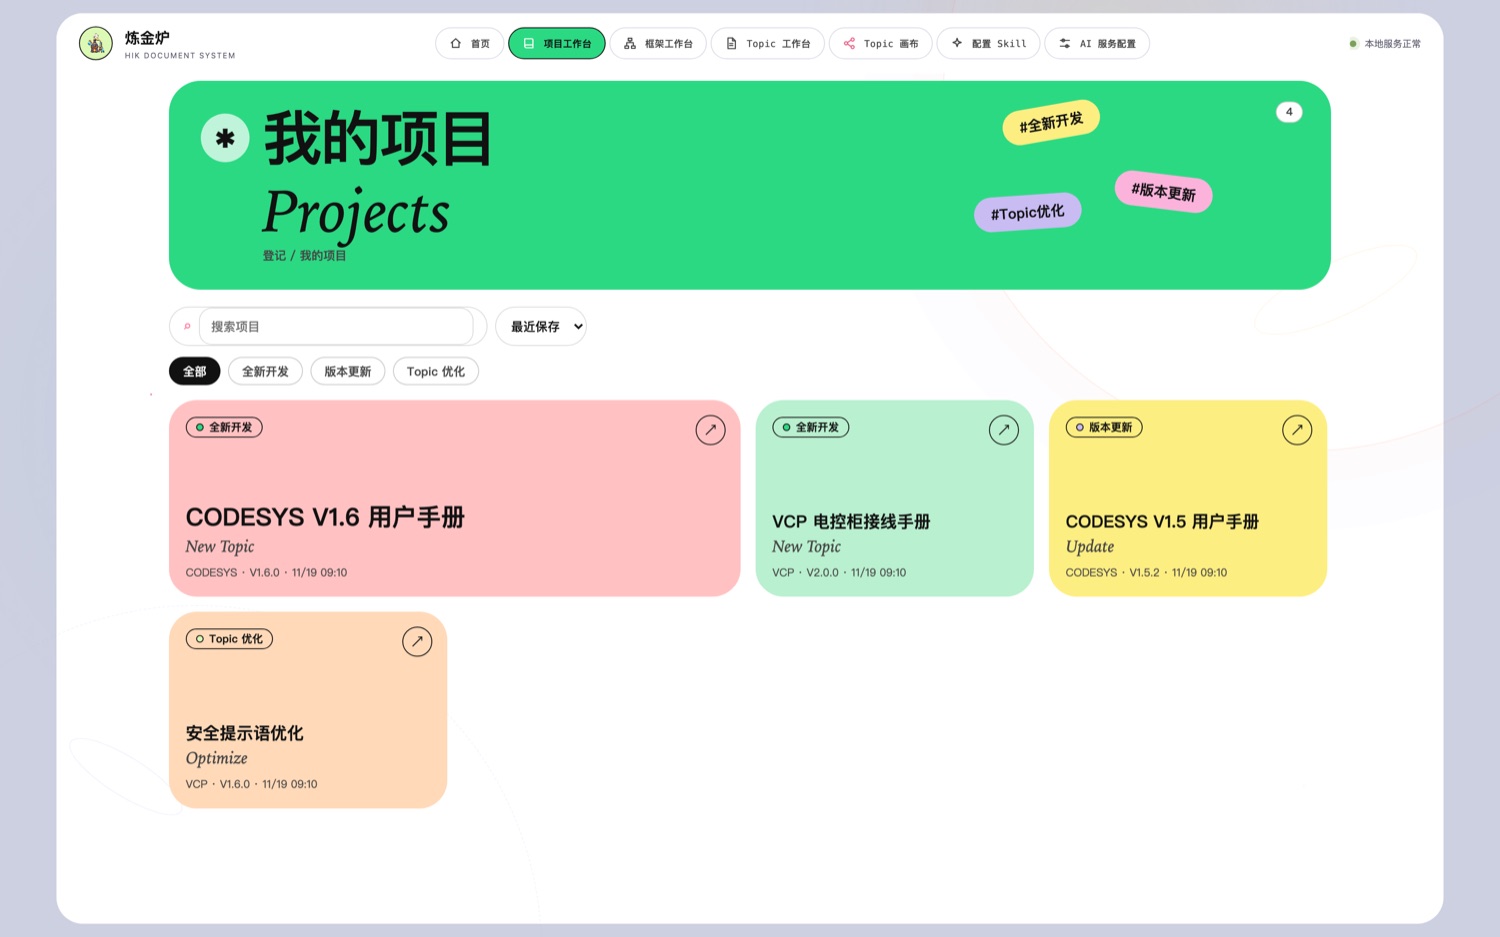 炼金炉
HIK DOCUMENT SYSTEM
首页
项目工作台
框架工作台
Topic 工作台
Topic 画布
配置 Skill
AI 服务配置
本地服务正常
我的项目
Projects
登记 / 我的项目
#全新开发
#版本更新
#Topic优化
4
搜索项目
最近保存
全部
全新开发
版本更新
Topic 优化
全新开发
CODESYS V1.6 用户手册
New Topic
CODESYS · V1.6.0 · 11/19 09:10
全新开发
VCP 电控柜接线手册
New Topic
VCP · V2.0.0 · 11/19 09:10
版本更新
CODESYS V1.5 用户手册
Update
CODESYS · V1.5.2 · 11/19 09:10
Topic 优化
安全提示语优化
Optimize
VCP · V1.6.0 · 11/19 09:10